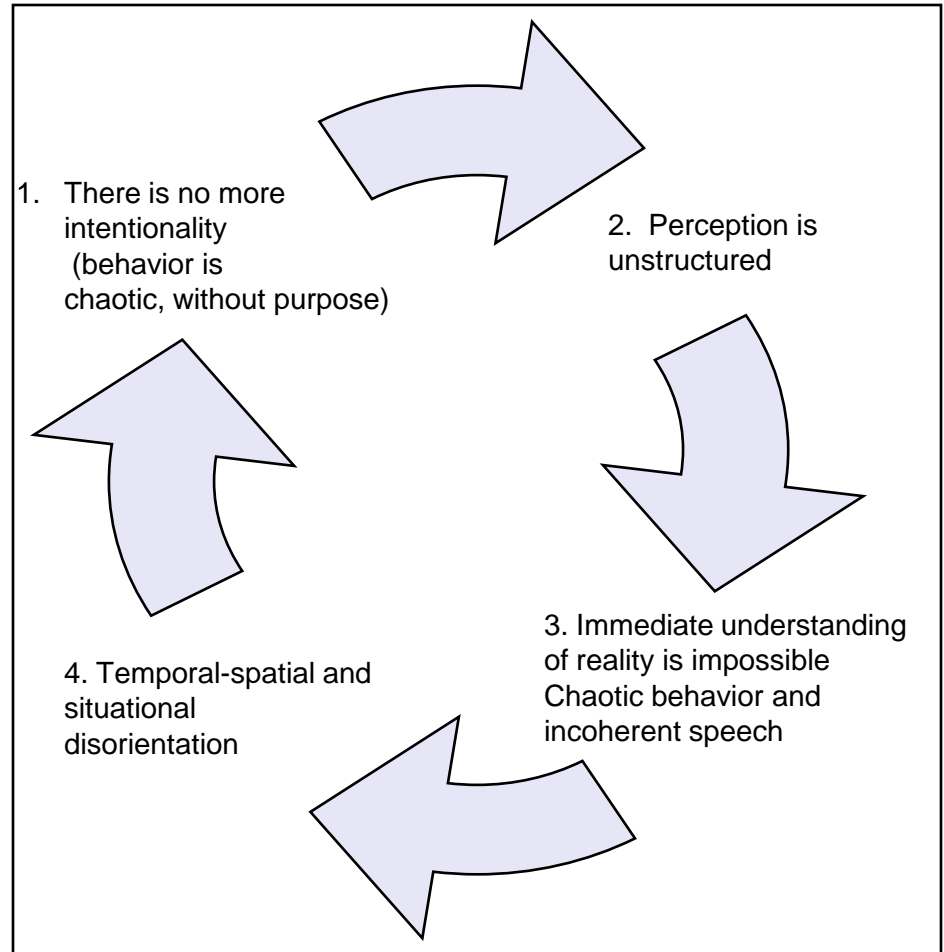 1. There is no more
intentionality
(behavior is
chaotic, without purpose)
2. Perception is
unstructured
3. Immediate understanding
of reality is impossible
Chaotic behavior and
incoherent speech
4. Temporal-spatial and
situational
disorientation